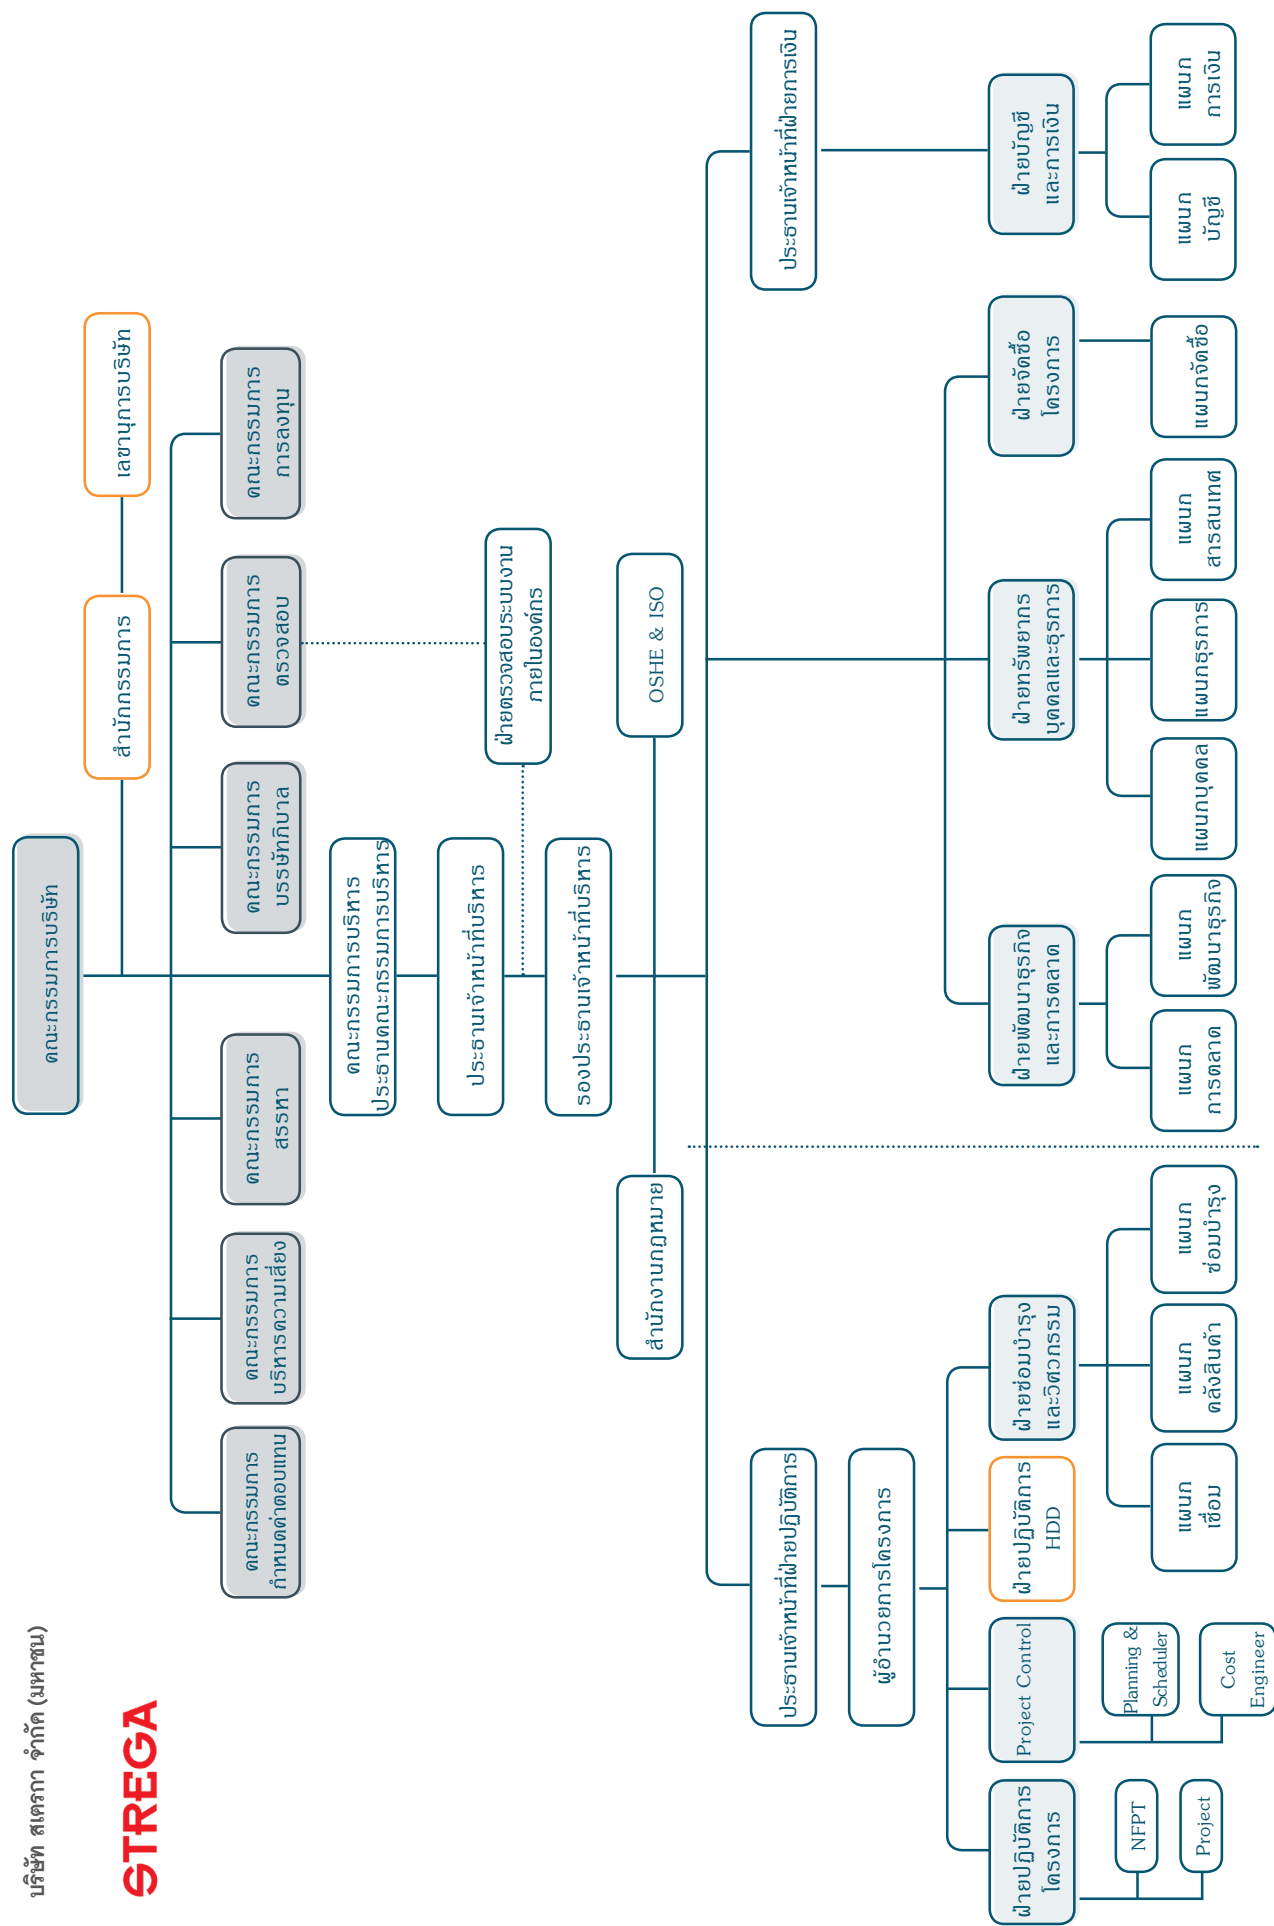 บริษัท สเตรกา จำกัด (มหาชน)
STREGA
คณะกรรมการบริษัท
สำนักกรรมการ
เลขานุการบริษัท
คณะกรรมการ
กำหนดค่าตอบแทน
คณะกรรมการ
บริหารความเสี่ยง
คณะกรรมการ
สรรหา
คณะกรรมการ
บรรษัทภิบาล
คณะกรรมการ
ตรวจสอบ
คณะกรรมการ
การลงทุน
คณะกรรมการบริหาร
ประธานคณะกรรมการบริหาร
ประธานเจ้าหน้าที่บริหาร
ฝ่ายตรวจสอบระบบงาน
ภายในองค์กร
รองประธานเจ้าหน้าที่บริหาร
สำนักงานกฎหมาย
OSHE & ISO
ประธานเจ้าหน้าที่ฝ่ายปฏิบัติการ
ประธานเจ้าหน้าที่ฝ่ายการเงิน
ผู้อำนวยการโครงการ
ฝ่ายปฏิบัติการ
โครงการ
Project Control
ฝ่ายปฏิบัติการ
HDD
ฝ่ายซ่อมบำรุง
และวิศวกรรม
ฝ่ายพัฒนาธุรกิจ
และการตลาด
ฝ่ายทรัพยากร
บุคคลและธุรการ
ฝ่ายจัดซื้อ
โครงการ
ฝ่ายบัญชี
และการเงิน
NFPT
Project
Planning &
Scheduler
Cost
Engineer
แผนก
เชื่อม
แผนก
คลังสินค้า
แผนก
ซ่อมบำรุง
แผนก
การตลาด
แผนก
พัฒนาธุรกิจ
แผนกบุคคล
แผนกธุรการ
แผนก
สารสนเทศ
แผนกจัดซื้อ
แผนก
บัญชี
แผนก
การเงิน